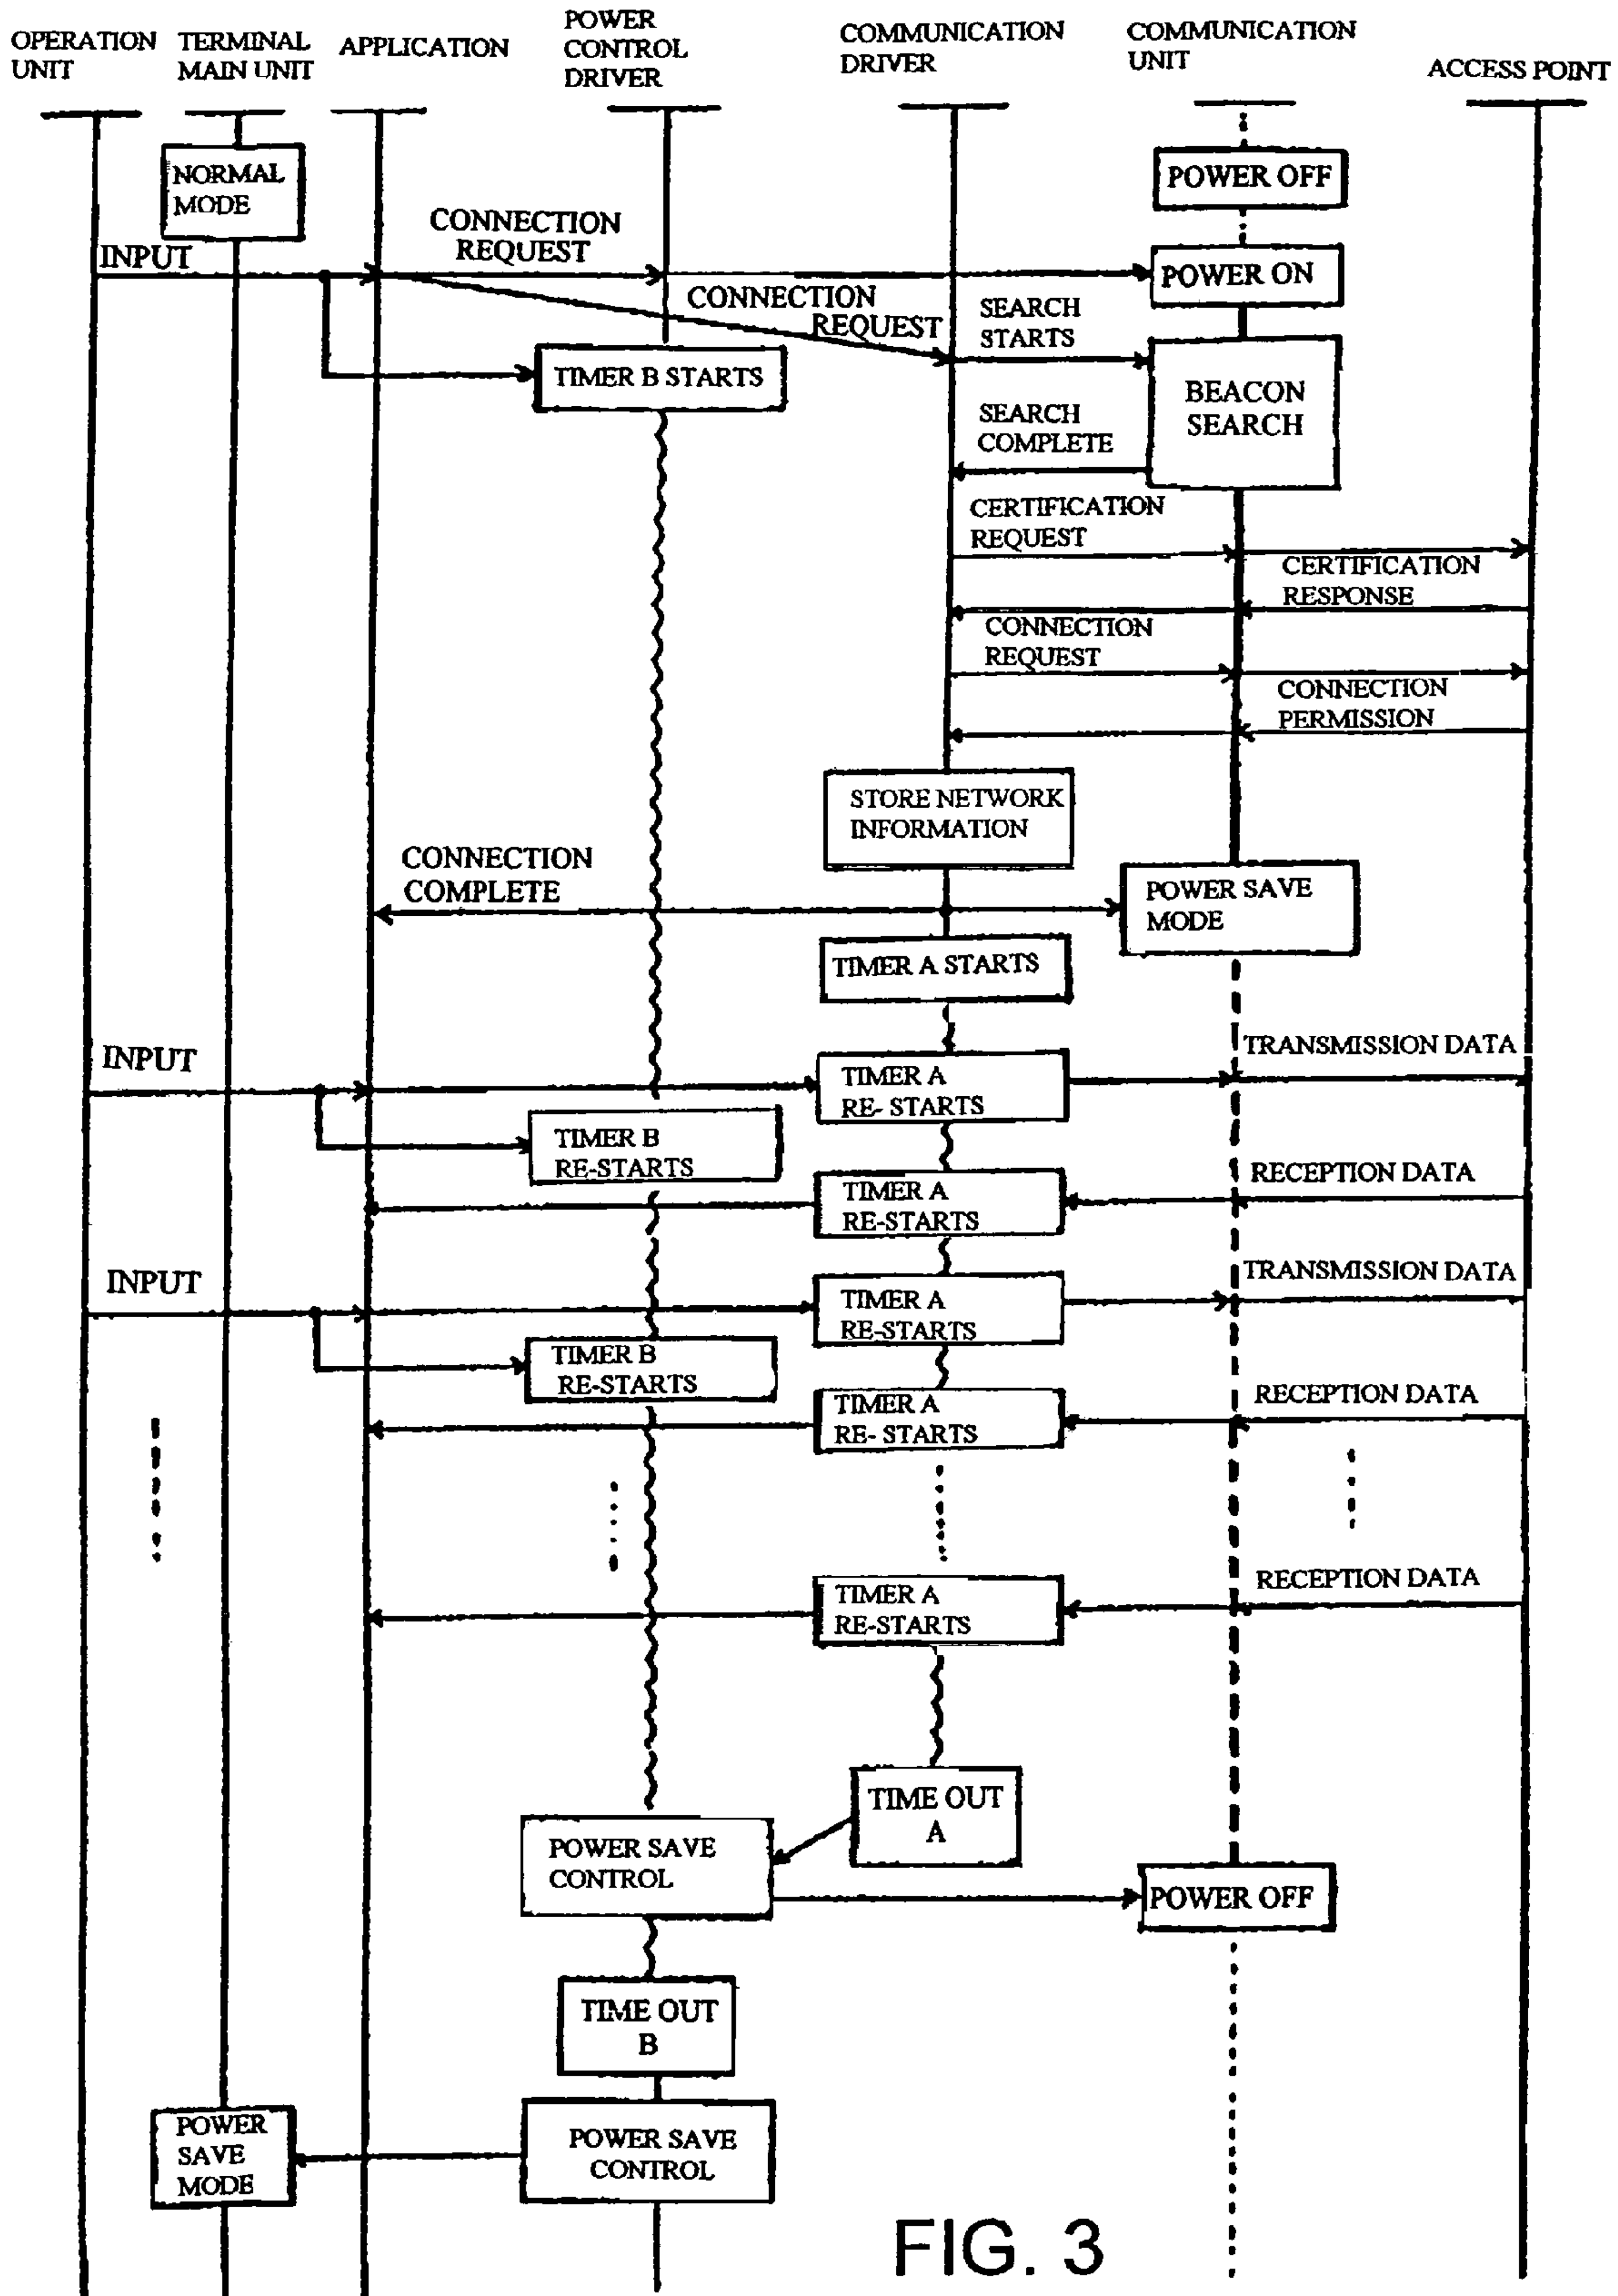 OPERATION
UNIT
TERMINAL
MAIN UNIT
APPLICATION
POWER
CONTROL
DRIVER
COMMUNICATION
DRIVER
COMMUNICATION
UNIT
ACCESS POINT
NORMAL
MODE
POWER OFF
INPUT
CONNECTION
REQUEST
POWER ON
CONNECTION
REQUEST
SEARCH
STARTS
TIMER B STARTS
BEACON
SEARCH
SEARCH
COMPLETE
CERTIFICATION
REQUEST
CERTIFICATION
RESPONSE
CONNECTION
REQUEST
CONNECTION
PERMISSION
STORE NETWORK
INFORMATION
CONNECTION
COMPLETE
POWER SAVE
MODE
TIMER A STARTS
INPUT
TIMER A
RE- STARTS
TRANSMISSION DATA
TIMER B
RE-STARTS
TIMER A
RE-STARTS
RECEPTION DATA
INPUT
TIMER A
RE-STARTS
TRANSMISSION DATA
TIMER B
RE-STARTS
TIMER A
RE- STARTS
RECEPTION DATA
TIMER A
RE-STARTS
RECEPTION DATA
TIME OUT
A
POWER SAVE
CONTROL
POWER OFF
TIME OUT
B
POWER
SAVE
MODE
POWER SAVE
CONTROL
FIG. 3